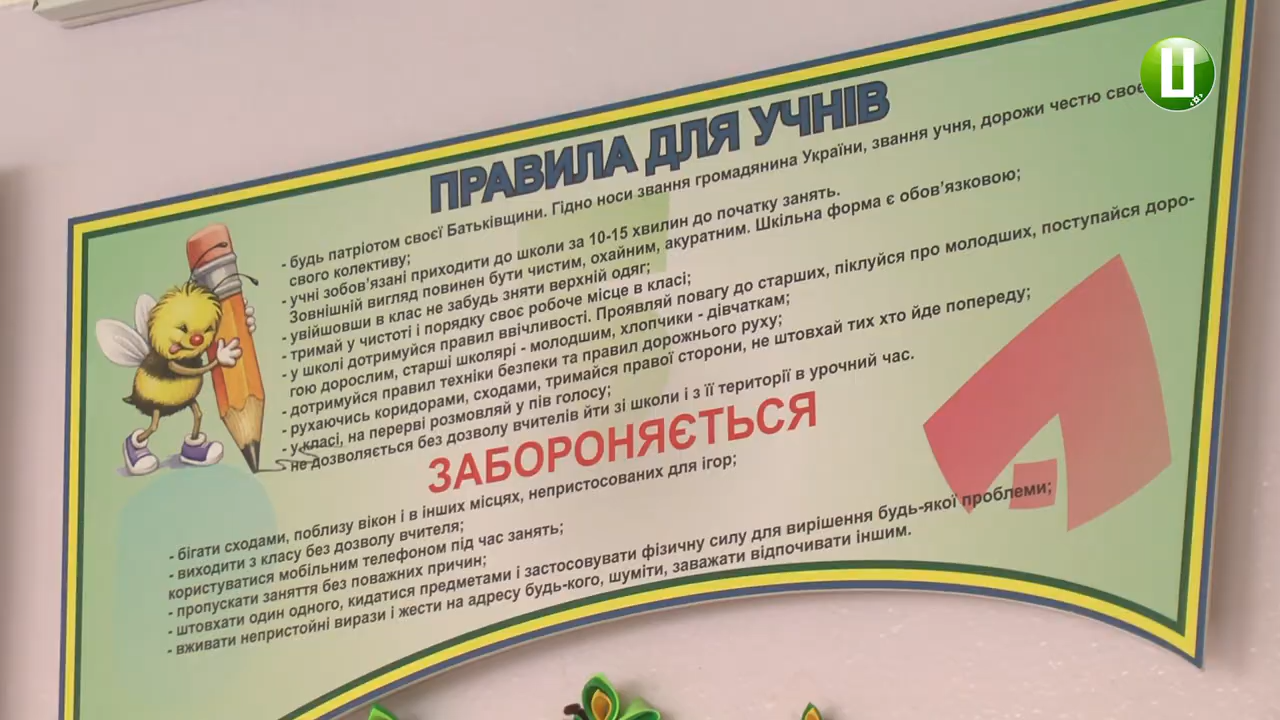 Ц
ПРАВИЛА ДЛЯ УЧНІВ
- будь патріотом своєї Батьківщини. Гідно носи звання громадянина України, звання учня, дорожи честю
свого колективу;
- учні зобов’язані приходити до школи за 10-15 хвилин до початку занять.
Зовнішній вигляд повинен бути чистим, охайним, акуратним. Шкільна форма є обов’язковою;
- увійшовши в клас не забудь зняти верхній одяг;
- тримай у чистоті і порядку своє робоче місце в класі;
- у школі дотримуйся правил ввічливості. Проявляй повагу до старших, піклуйся про молодших, поступайся доро-
гою дорослим, старші школярі - молодшим, хлопчики - дівчаткам;
- дотримуйся правил техніки безпеки та правил дорожнього руху;
- рухаючись коридорами, сходами, тримайся правої сторони, не штовхай тих хто йде попереду;
- у класі, на перерві розмовляй у пів голосу;
- не дозволяється без дозволу вчителів йти зі школи і з її території в урочний час.
ЗАБОРОНЯЄТЬСЯ
- бігати сходами, поблизу вікон і в інших місцях, непристосованих для ігор;
- виходити з класу без дозволу вчителя;
користуватися мобільним телефоном під час занять;
- пропускати заняття без поважних причин;
- штовхати один одного, кидатися предметами і застосовувати фізичну силу для вирішення будь-якої проблеми;
- вживати непристойні вирази і жести на адресу будь-кого, шуміти, заважати відпочивати іншим.